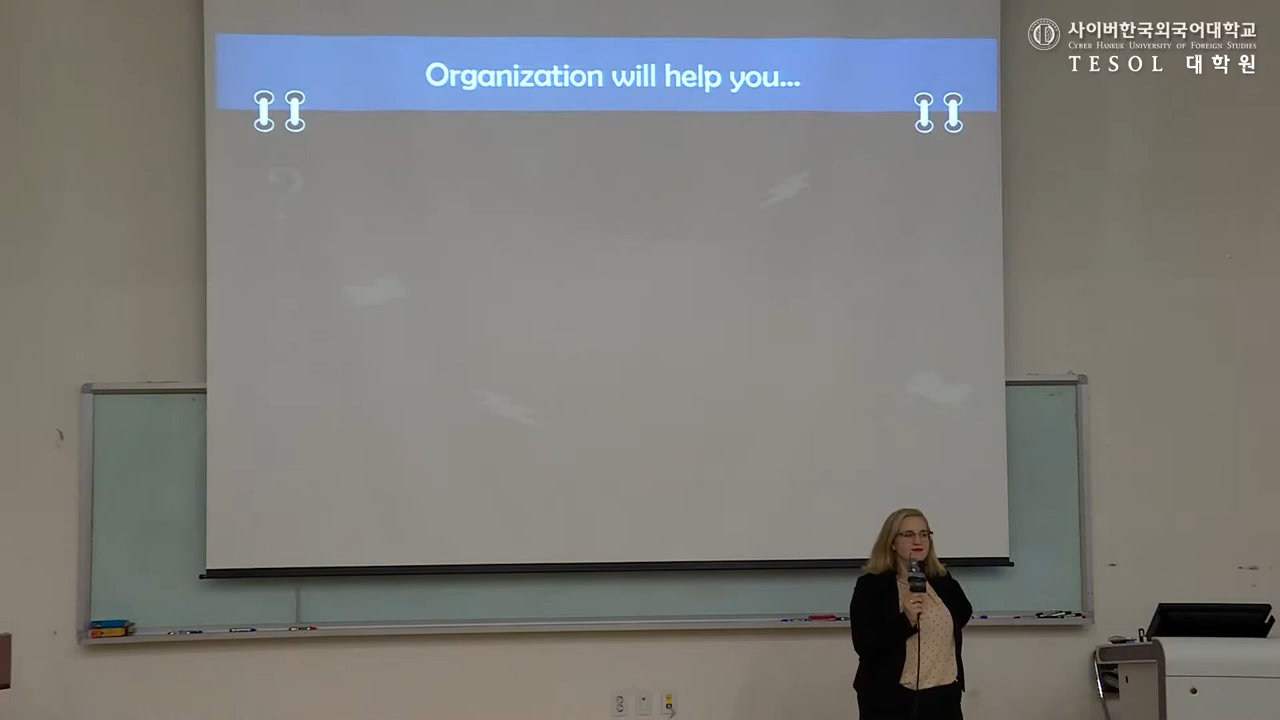 Organization will help you...
사이버한국외국어대학교
CYBER HANKUK UNIVERSITY OF FOREIGN STUDIES
TESOL 대학원
?